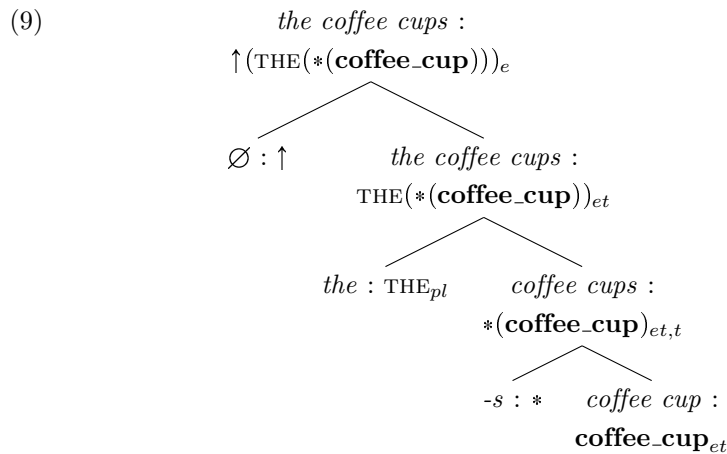 (9)
the coffee cups :
↑(THE(*(coffee_cup)))e
∅ : ↑
the coffee cups :
THE(*(coffee_cup))et
the : THEpl
coffee cups :
*(coffee_cup)et,t
-s : *
coffee cup :
coffee_cupet